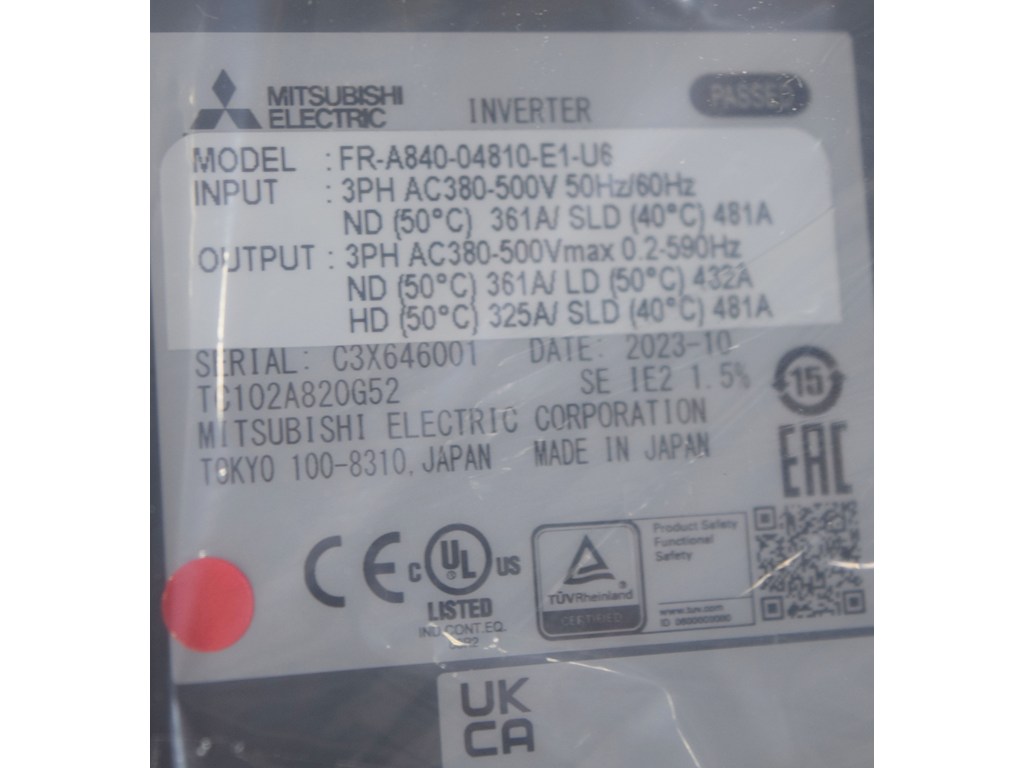 MITSUBISHI
ELECTRIC
INVERTER
PASSED
MODEL : FR-A840-04810-E1-U6
INPUT : 3PH AC380-500V 50Hz/60Hz
ND (50°C) 361A/ SLD (40°C) 481A
OUTPUT : 3PH AC380-500Vmax 0.2-590Hz
ND (50°C) 361A/ LD (50°C) 432A
HD (50°C) 325A/ SLD (40°C) 481A
SERIAL: C3X646001 DATE: 2023-10
TC102A820G52 SE IE2 1.5%
15
MITSUBISHI ELECTRIC CORPORATION
TOKYO 100-8310, JAPAN MADE IN JAPAN
EAC
CE
C UL US
LISTED
IND.CONT.EQ.
TÜVRheinland
CERTIFIED
Product Safety
Functional
Safety
www.tuv.com
ID
UK
CA